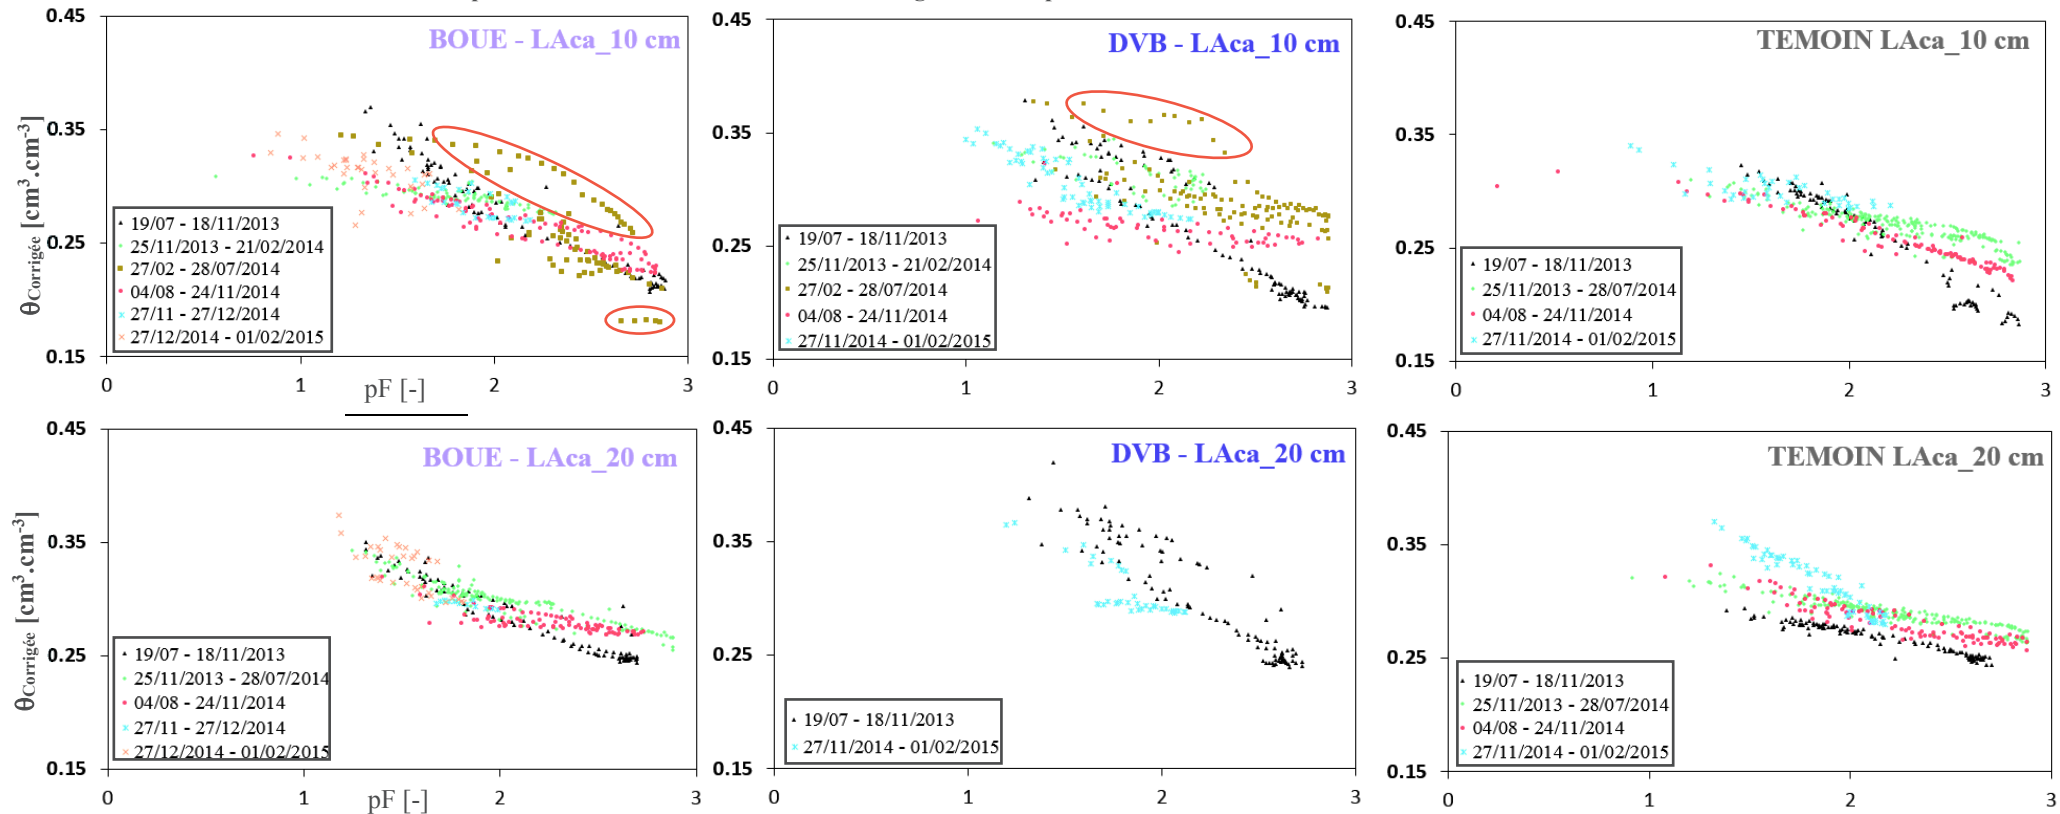 0.45
BOUE - LAca_10 cm
0.35
0.25
0.15
θCorrigée [cm³.cm⁻³]
19/07 - 18/11/2013
25/11/2013 - 21/02/2014
27/02 - 28/07/2014
04/08 - 24/11/2014
27/11 - 27/12/2014
27/12/2014 - 01/02/2015
0 1 2 3
pF [-]
0.45
DVB - LAca_10 cm
0.35
0.25
0.15
19/07 - 18/11/2013
25/11/2013 - 21/02/2014
27/02 - 28/07/2014
04/08 - 24/11/2014
27/11/2014 - 01/02/2015
0 1 2 3
0.45
TEMOIN LAca_10 cm
0.35
0.25
0.15
19/07 - 18/11/2013
25/11/2013 - 28/07/2014
04/08 - 24/11/2014
27/11/2014 - 01/02/2015
0 1 2 3
0.45
BOUE - LAca_20 cm
0.35
0.25
0.15
θCorrigée [cm³.cm⁻³]
19/07 - 18/11/2013
25/11/2013 - 28/07/2014
04/08 - 24/11/2014
27/11 - 27/12/2014
27/12/2014 - 01/02/2015
0 1 2 3
pF [-]
0.45
DVB - LAca_20 cm
0.35
0.25
0.15
19/07 - 18/11/2013
27/11/2014 - 01/02/2015
0 1 2 3
0.45
TEMOIN LAca_20 cm
0.35
0.25
0.15
19/07 - 18/11/2013
25/11/2013 - 28/07/2014
04/08 - 24/11/2014
27/11/2014 - 01/02/2015
0 1 2 3